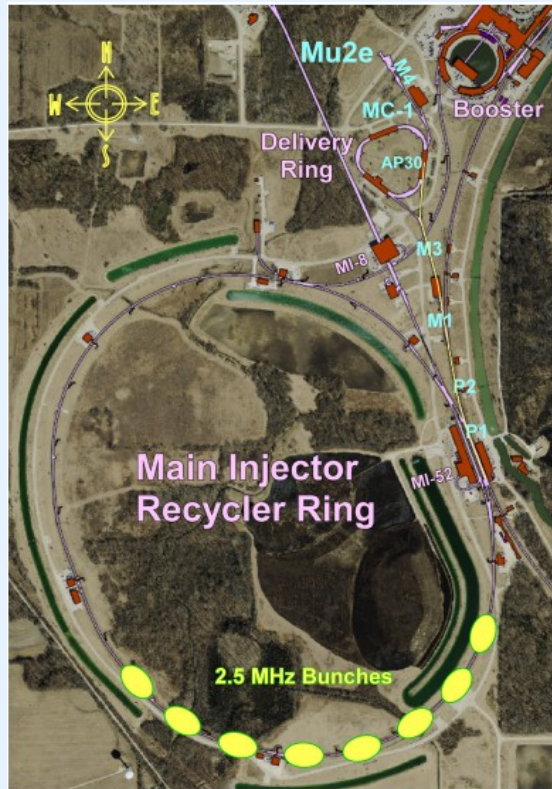 N
W E
S
Mu2e
M4
MC-1
Booster
Delivery
Ring
AP30
MI-8
M3
M1
P2
P1
Main Injector
Recycler Ring
MI-52
2.5 MHz Bunches